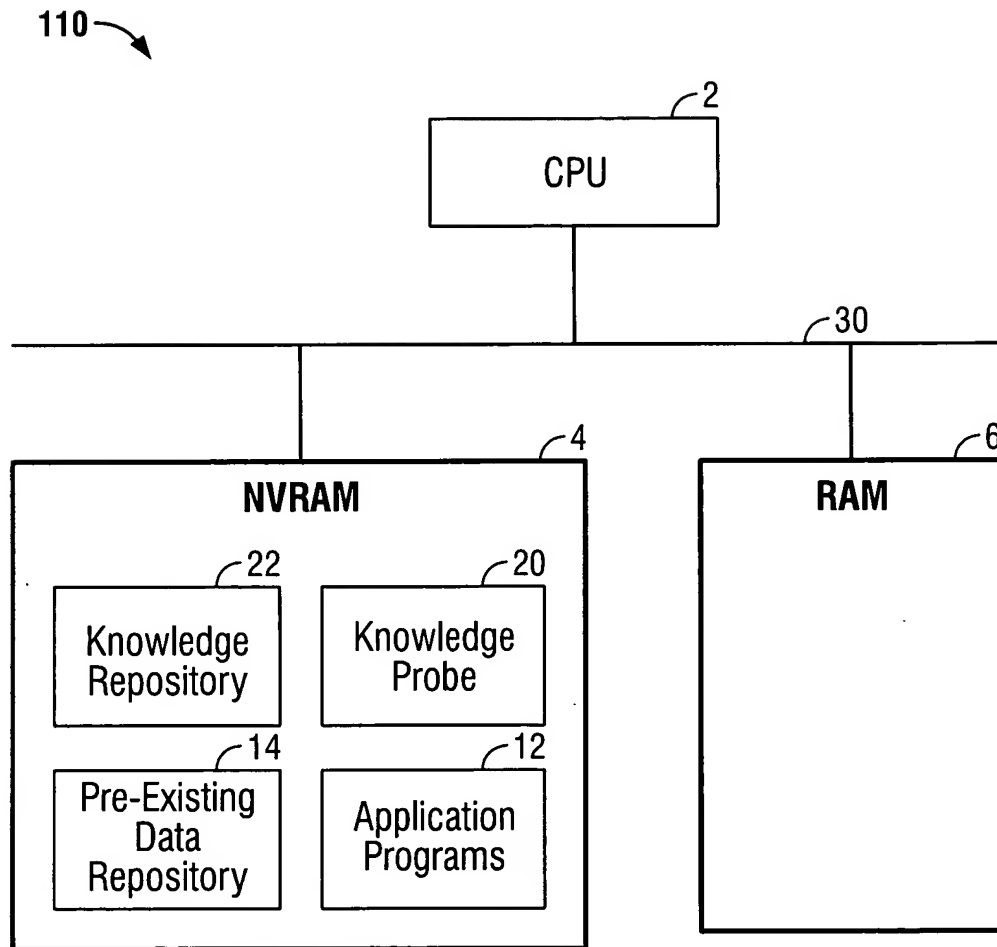 110
2
CPU
30
4
6
NVRAM
RAM
22
20
Knowledge
Repository
Knowledge
Probe
14
12
Pre-Existing
Data
Repository
Application
Programs